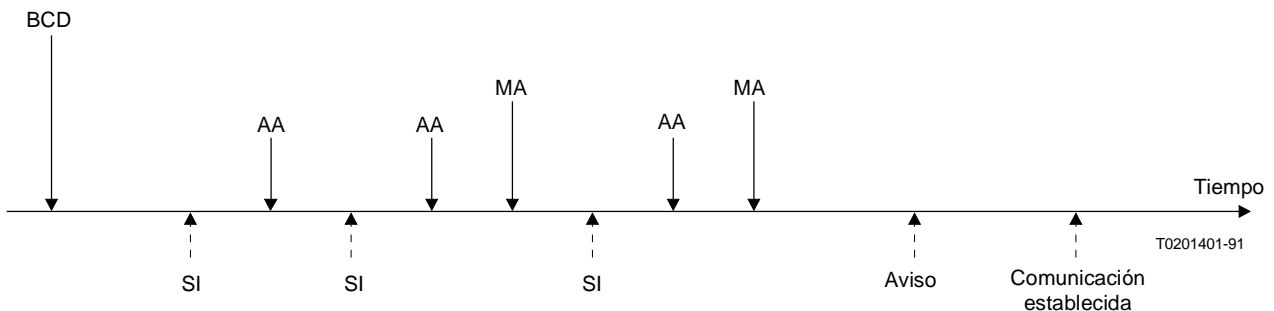 BCD
MA
MA
AA
AA
AA
Tiempo
T0201401-91
SI
SI
SI
Aviso
Comunicación
establecida